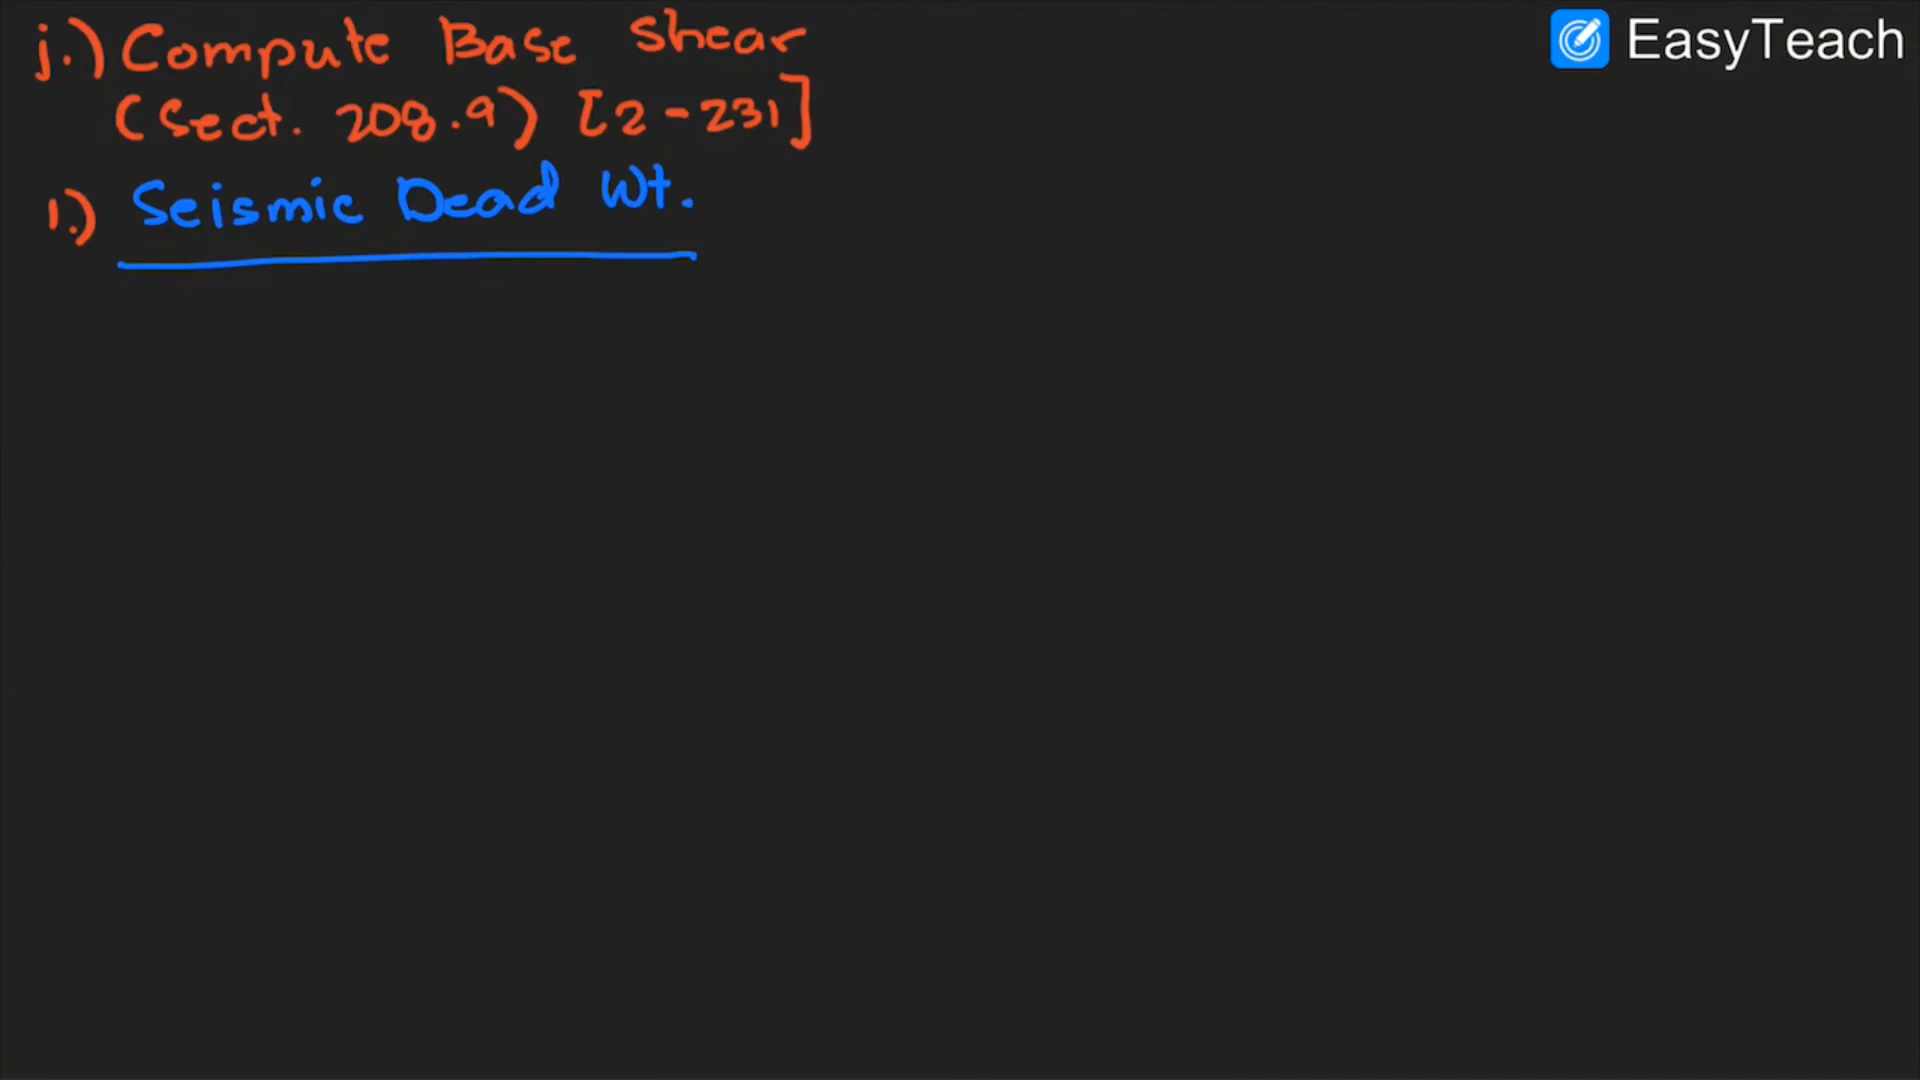 j.) Compute Base Shear
EasyTeach
(Sect. 208.9) [2-231]
1.) Seismic Dead Wt.